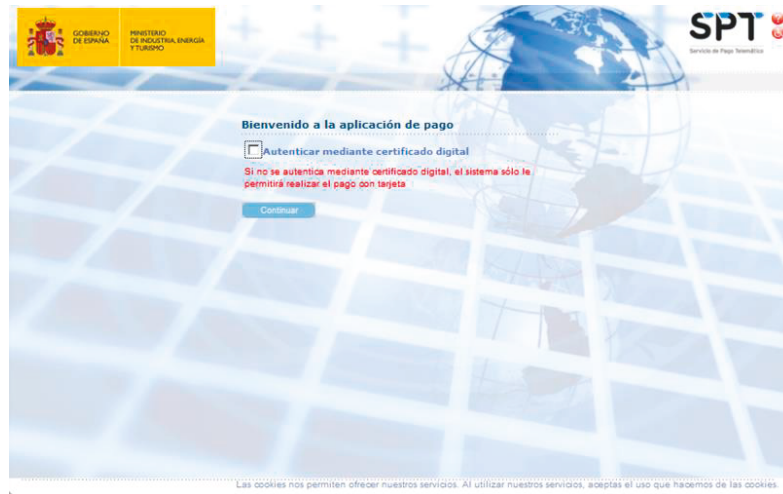 GOBIERNO
DE ESPAÑA
MINISTERIO
DE INDUSTRIA, ENERGÍA
Y TURISMO
SPT
Servicio de Pago Telemático
Bienvenido a la aplicación de pago
Autenticar mediante certificado digital
Si no se autentica mediante certificado digital, el sistema sólo le
permitirá realizar el pago con tarjeta
Continuar
Las cookies nos permiten ofrecer nuestros servicios. Al utilizar nuestros servicios, aceptas el uso que hacemos de las cookies.